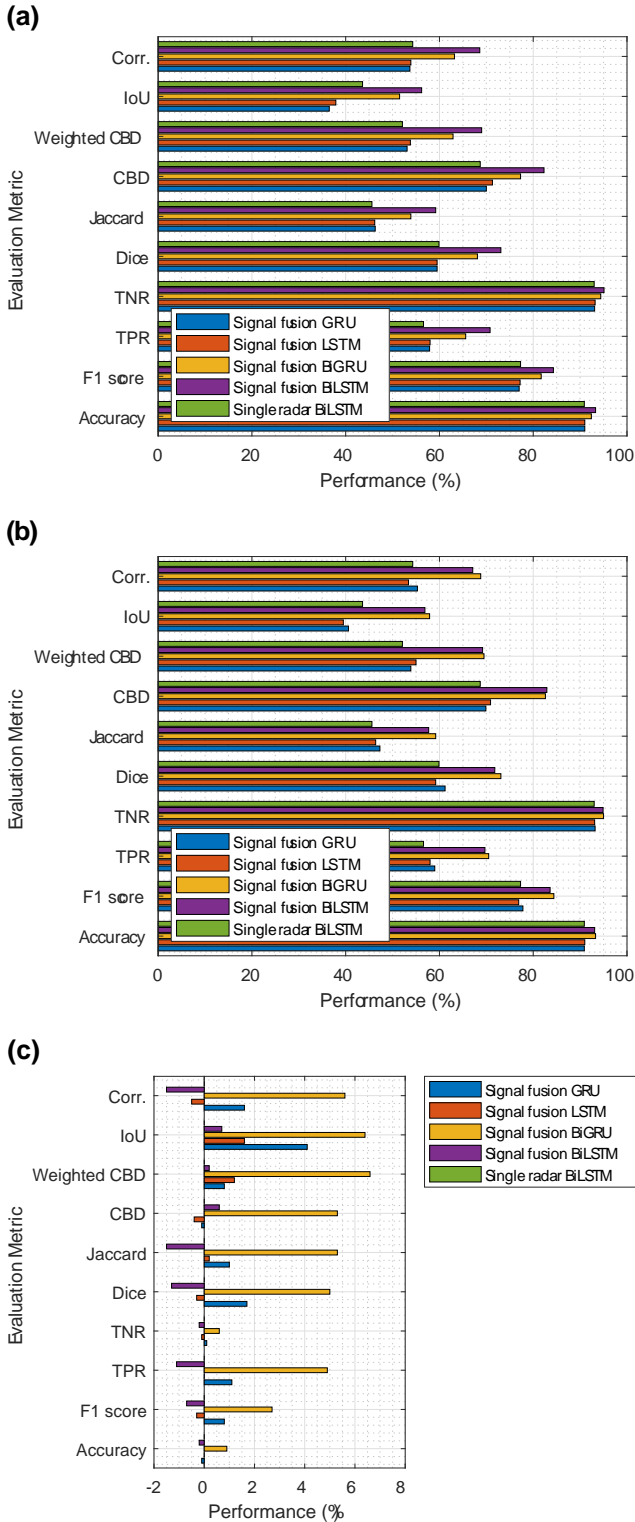 (a)
Evaluation Metric
Corr.
IoU
Weighted CBD
CBD
Jaccard
Dice
TNR
TPR
F1 score
Accuracy
Signal fusion GRU
Signal fusion LSTM
Signal fusion BiGRU
Signal fusion BiLSTM
Single radar BiLSTM
0 20 40 60 80 100
Performance (%)
(b)
Evaluation Metric
Corr.
IoU
Weighted CBD
CBD
Jaccard
Dice
TNR
TPR
F1 score
Accuracy
Signal fusion GRU
Signal fusion LSTM
Signal fusion BiGRU
Signal fusion BiLSTM
Single radar BiLSTM
0 20 40 60 80 100
Performance (%)
(c)
Evaluation Metric
Corr.
IoU
Weighted CBD
CBD
Jaccard
Dice
TNR
TPR
F1 score
Accuracy
-2 0 2 4 6 8
Performance (%)
Signal fusion GRU
Signal fusion LSTM
Signal fusion BiGRU
Signal fusion BiLSTM
Single radar BiLSTM